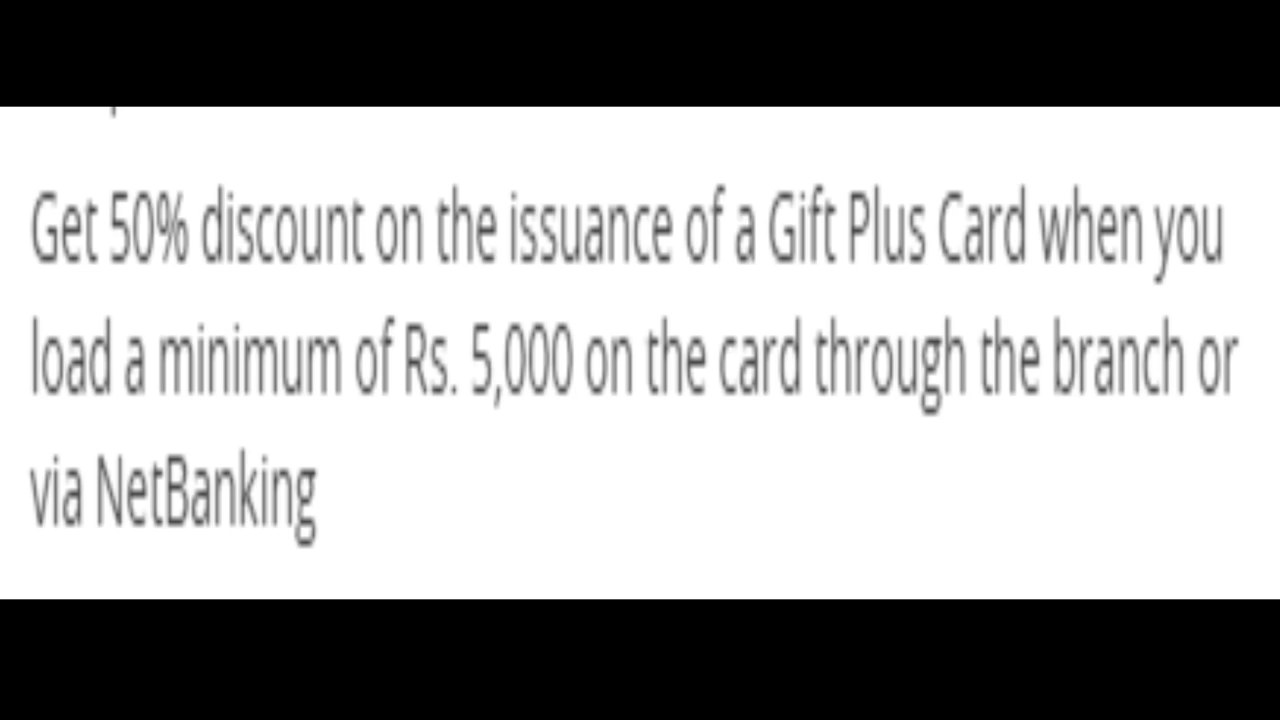 Get 50% discount on the issuance of a Gift Plus Card when you
load a minimum of Rs. 5,000 on the card through the branch or
via NetBanking